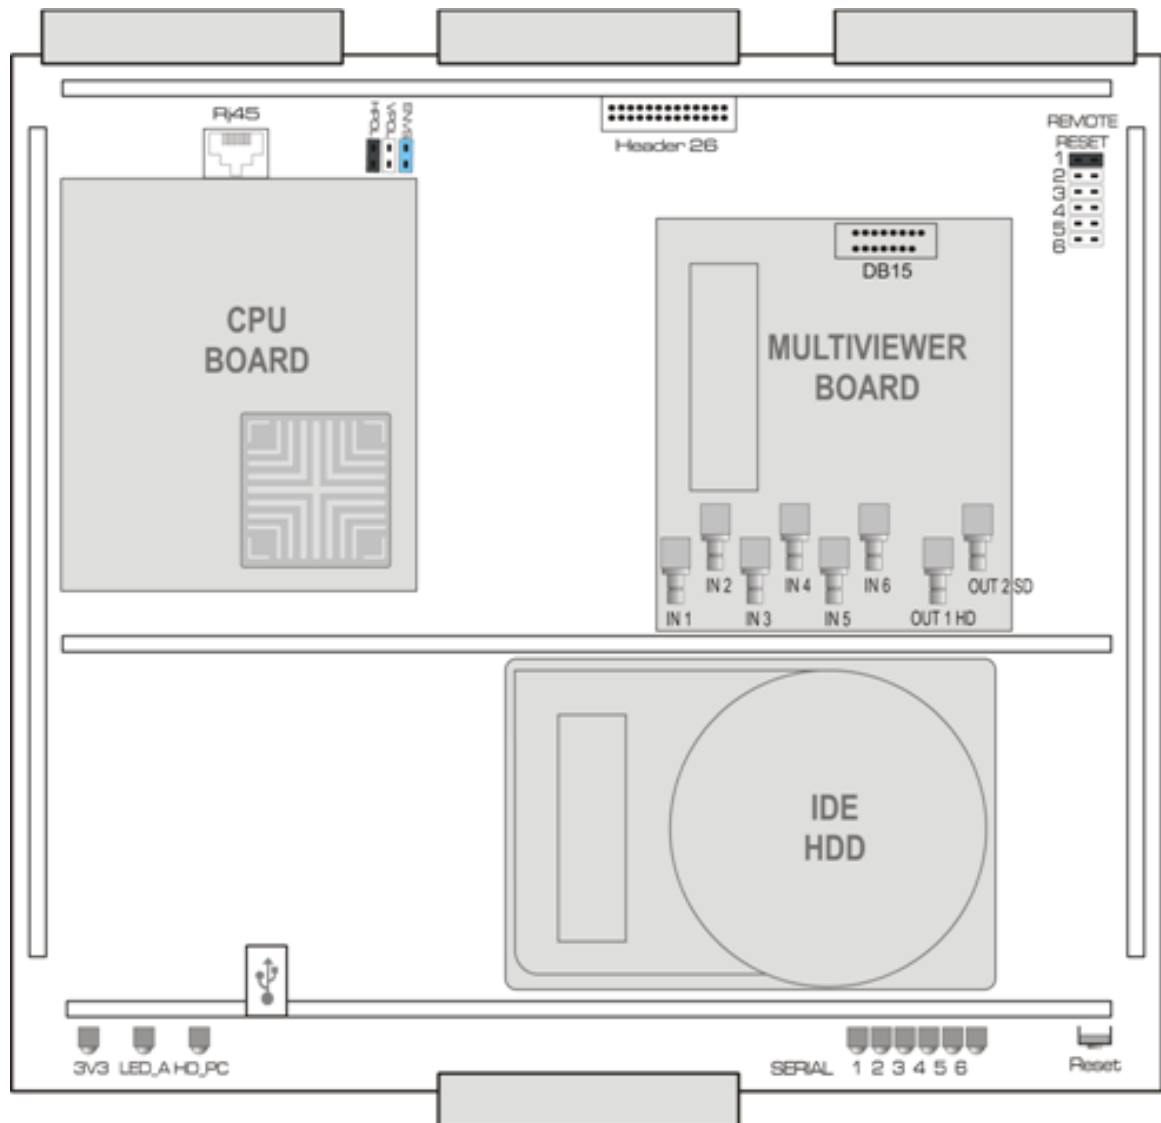 Rj45
HPOL
VPOL
ENVS
Header 26
REMOTE
RESET
1
2
3
4
5
6
DB15
CPU
BOARD
MULTIVIEWER
BOARD
IN 2
IN 4
IN 6
OUT 2 SD
IN 1
IN 3
IN 5
OUT 1 HD
IDE
HDD
3V3 LED_A HD_PC
SERIAL 1 2 3 4 5 6
Reset